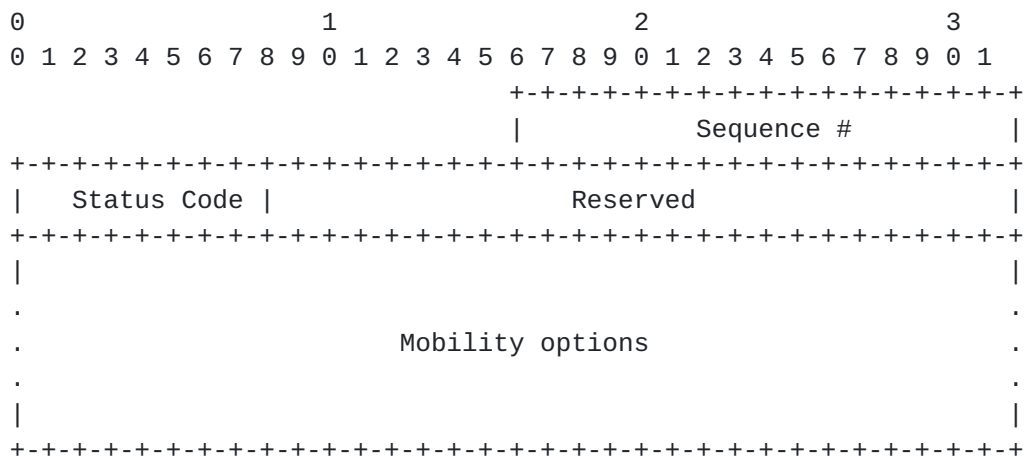 0                   1                   2                   3
0 1 2 3 4 5 6 7 8 9 0 1 2 3 4 5 6 7 8 9 0 1 2 3 4 5 6 7 8 9 0 1
                                +-+-+-+-+-+-+-+-+-+-+-+-+-+-+-+-+
                                |           Sequence #          |
+-+-+-+-+-+-+-+-+-+-+-+-+-+-+-+-+-+-+-+-+-+-+-+-+-+-+-+-+-+-+-+-+
|   Status Code |                   Reserved                    |
+-+-+-+-+-+-+-+-+-+-+-+-+-+-+-+-+-+-+-+-+-+-+-+-+-+-+-+-+-+-+-+-+
|                                                               |
.                                                               .
.                        Mobility options                       .
.                                                               .
|                                                               |
+-+-+-+-+-+-+-+-+-+-+-+-+-+-+-+-+-+-+-+-+-+-+-+-+-+-+-+-+-+-+-+-+